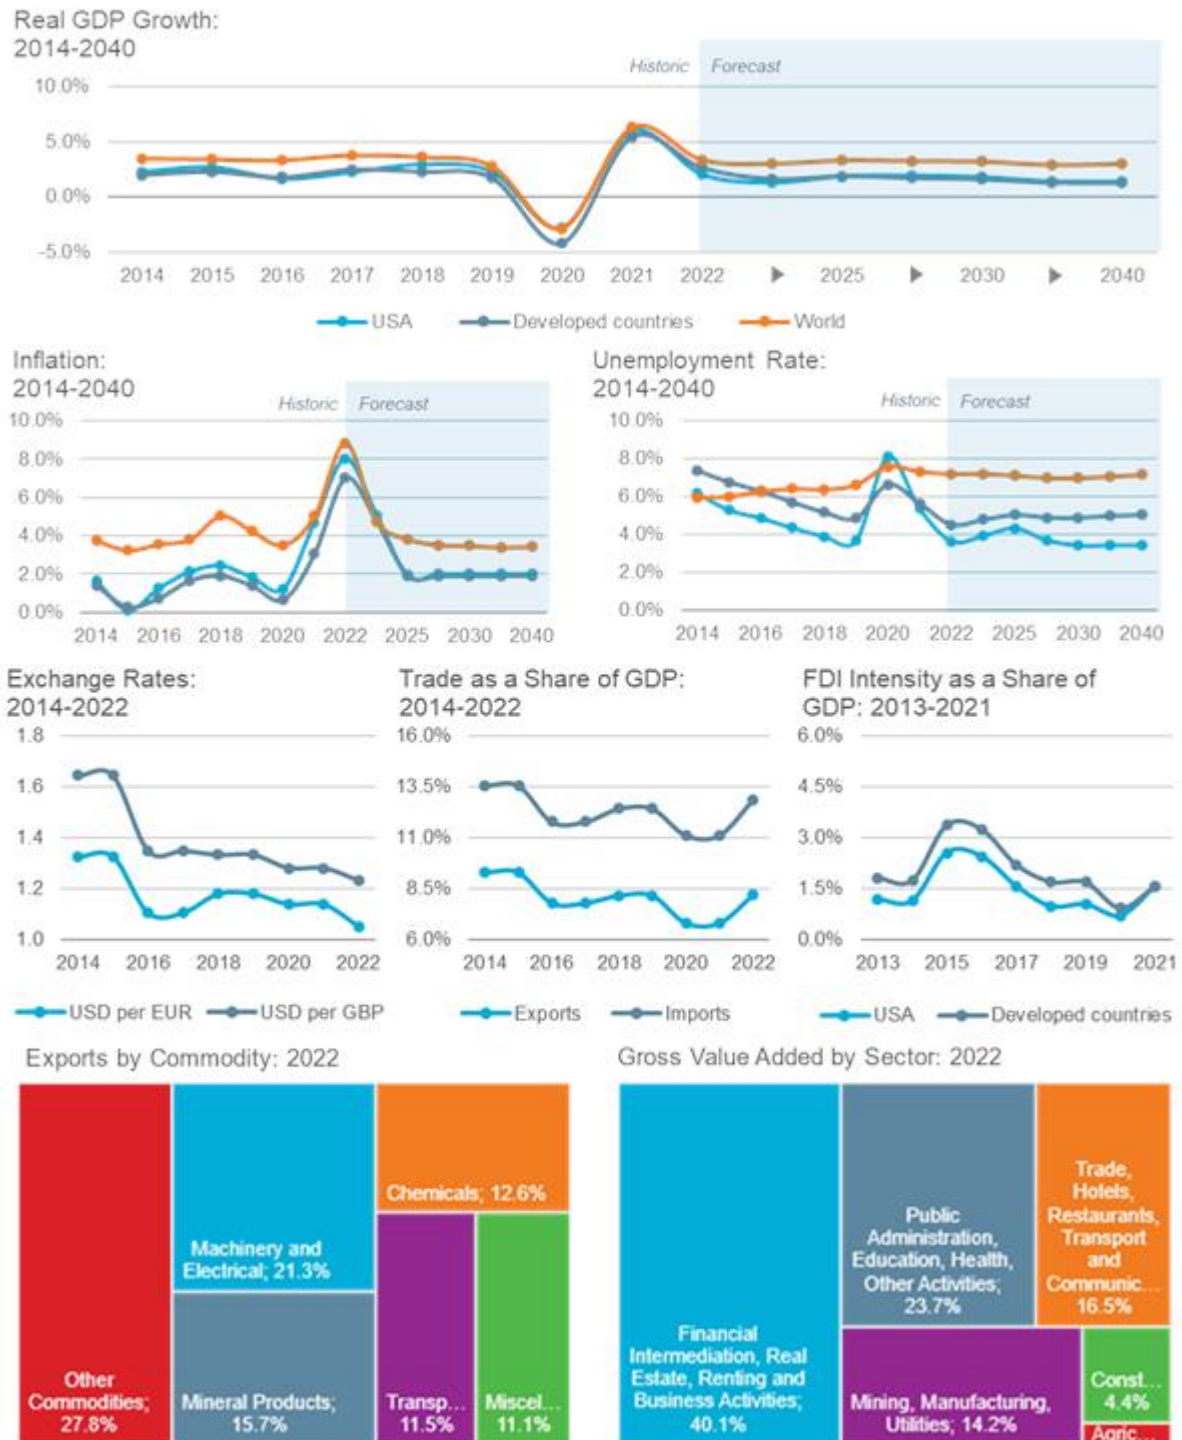 Real GDP Growth:
2014-2040
Historic Forecast
10.0%
5.0%
0.0%
-5.0%
2014 2015 2016 2017 2018 2019 2020 2021 2022 ▶ 2025 ▶ 2030 ▶ 2040
USA Developed countries World
Inflation:
2014-2040
Historic Forecast
10.0%
8.0%
6.0%
4.0%
2.0%
0.0%
2014 2016 2018 2020 2022 2025 2030 2040
Unemployment Rate:
2014-2040
Historic Forecast
10.0%
8.0%
6.0%
4.0%
2.0%
0.0%
2014 2016 2018 2020 2022 2025 2030 2040
Exchange Rates:
2014-2022
1.8
1.6
1.4
1.2
1.0
2014 2016 2018 2020 2022
USD per EUR USD per GBP
Trade as a Share of GDP:
2014-2022
16.0%
13.5%
11.0%
8.5%
6.0%
2014 2016 2018 2020 2022
Exports Imports
FDI Intensity as a Share of
GDP: 2013-2021
6.0%
4.5%
3.0%
1.5%
0.0%
2013 2015 2017 2019 2021
USA Developed countries
Exports by Commodity: 2022
Other
Commodities;
27.8%
Machinery and
Electrical; 21.3%
Mineral Products;
15.7%
Chemicals; 12.6%
Transp...
11.5%
Miscel...
11.1%
Gross Value Added by Sector: 2022
Financial
Intermediation, Real
Estate, Renting and
Business Activities;
40.1%
Public
Administration,
Education, Health,
Other Activities;
23.7%
Trade,
Hotels,
Restaurants,
Transport
and
Communic...
16.5%
Mining, Manufacturing,
Utilities; 14.2%
Const...
4.4%
Agric...